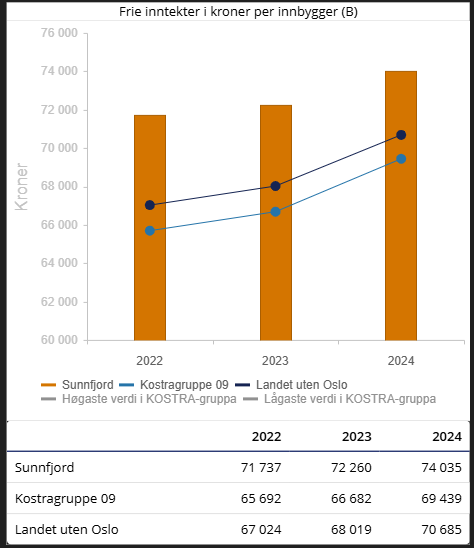 Frie inntekter i kroner per innbygger (B)
76 000
74 000
72 000
70 000
68 000
66 000
64 000
62 000
60 000
Kroner
2022 2023 2024
Sunnfjord Kostragruppe 09 Landet uten Oslo
Høgaste verdi i KOSTRA-gruppa Lågaste verdi i KOSTRA-gruppa
2022 2023 2024
Sunnfjord 71 737 72 260 74 035
Kostragruppe 09 65 692 66 682 69 439
Landet uten Oslo 67 024 68 019 70 685